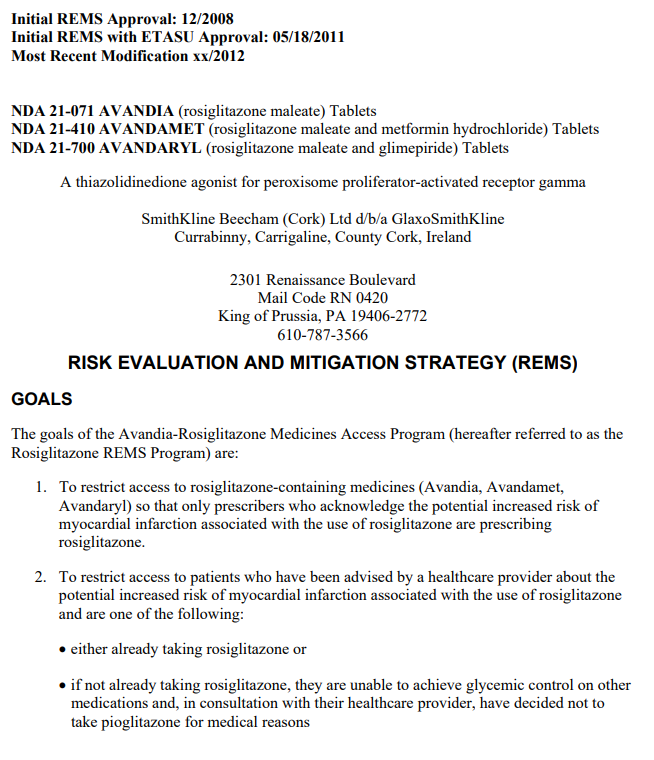 Initial REMS Approval: 12/2008
Initial REMS with ETASU Approval: 05/18/2011
Most Recent Modification xx/2012
NDA 21-071 AVANDIA (rosiglitazone maleate) Tablets
NDA 21-410 AVANDAMET (rosiglitazone maleate and metformin hydrochloride) Tablets
NDA 21-700 AVANDARYL (rosiglitazone maleate and glimepiride) Tablets
A thiazolidinedione agonist for peroxisome proliferator-activated receptor gamma
SmithKline Beecham (Cork) Ltd d/b/a GlaxoSmithKline
Currabinny, Carrigaline, County Cork, Ireland
2301 Renaissance Boulevard
Mail Code RN 0420
King of Prussia, PA 19406-2772
610-787-3566
RISK EVALUATION AND MITIGATION STRATEGY (REMS)
GOALS
The goals of the Avandia-Rosiglitazone Medicines Access Program (hereafter referred to as the
Rosiglitazone REMS Program) are:
1. To restrict access to rosiglitazone-containing medicines (Avandia, Avandamet,
Avandaryl) so that only prescribers who acknowledge the potential increased risk of
myocardial infarction associated with the use of rosiglitazone are prescribing
rosiglitazone.
2. To restrict access to patients who have been advised by a healthcare provider about the
potential increased risk of myocardial infarction associated with the use of rosiglitazone
and are one of the following:
• either already taking rosiglitazone or
• if not already taking rosiglitazone, they are unable to achieve glycemic control on other
medications and, in consultation with their healthcare provider, have decided not to
take pioglitazone for medical reasons